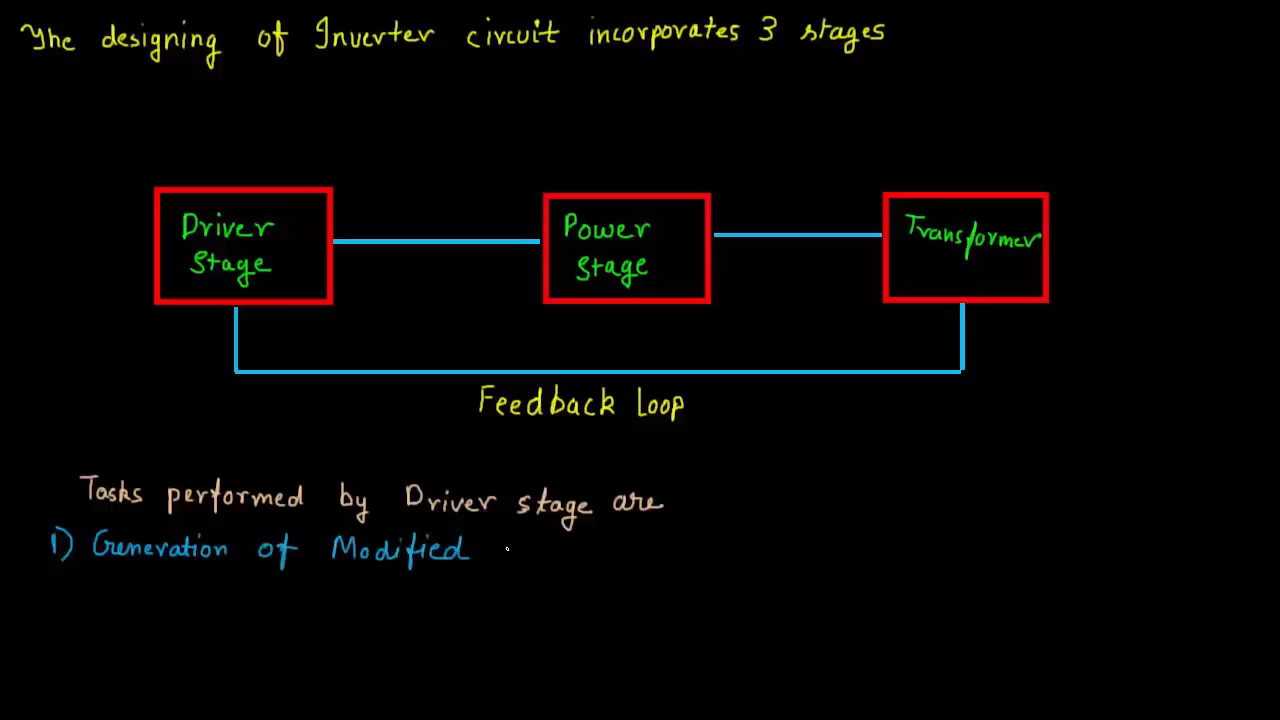 The designing of Inverter circuit incorporates 3 stages
Driver
Stage
Power
Stage
Transformer
Feedback Loop
Tasks performed by Driver stage are
1) Generation of Modified